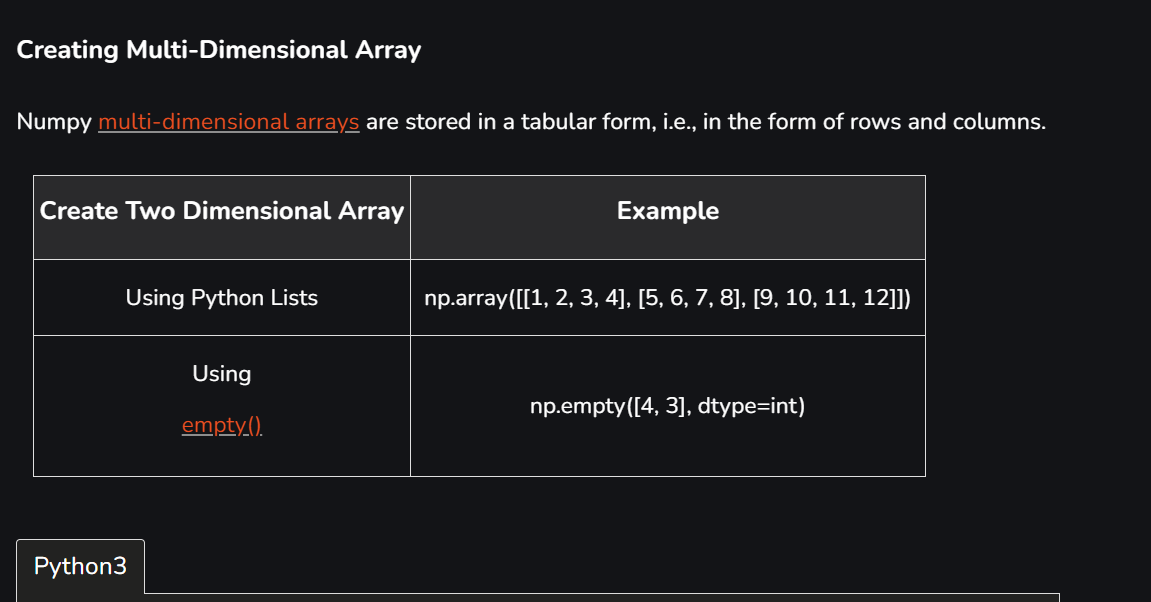 Creating Multi-Dimensional Array
Numpy multi-dimensional arrays are stored in a tabular form, i.e., in the form of rows and columns.
Create Two Dimensional Array
Example
Using Python Lists
np.array([[1, 2, 3, 4], [5, 6, 7, 8], [9, 10, 11, 12]])
Using
empty()
np.empty([4, 3], dtype=int)
Python3